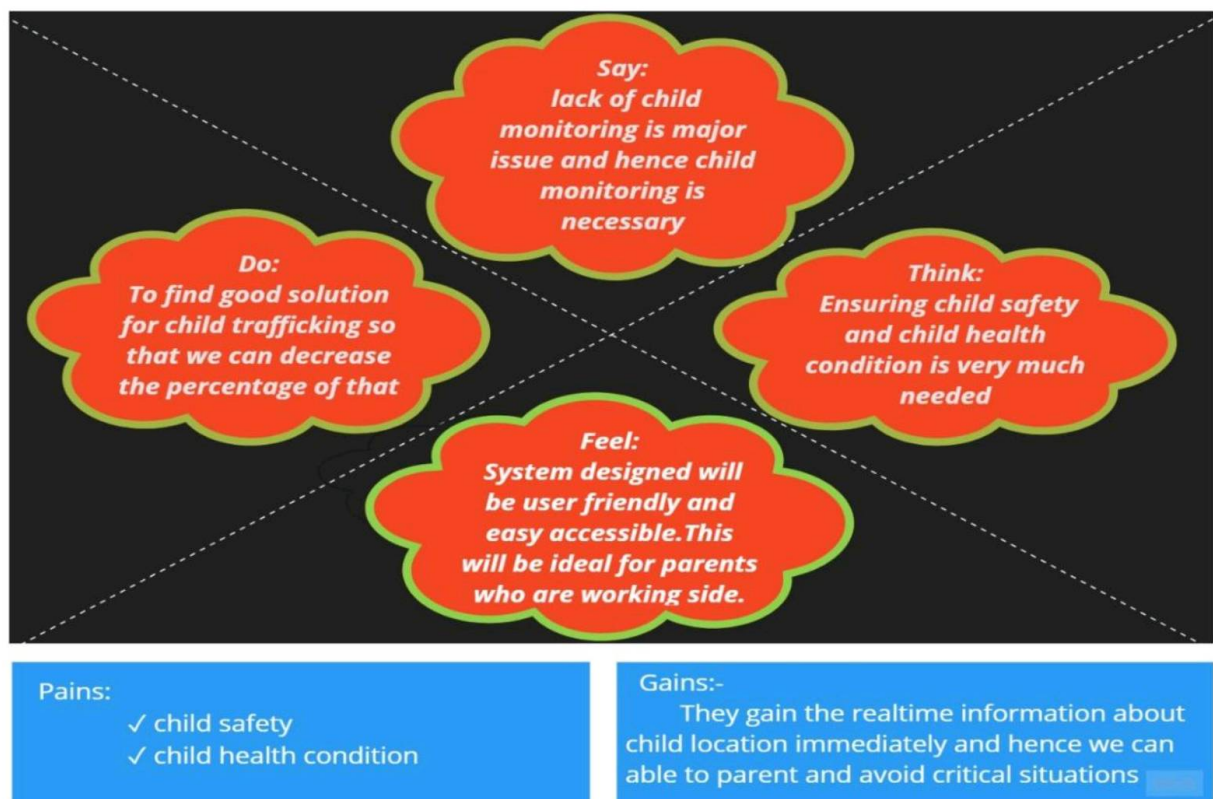 Say:
lack of child
monitoring is major
issue and hence child
monitoring is
necessary
Do:
To find good solution
for child trafficking so
that we can decrease
the percentage of that
Think:
Ensuring child safety
and child health
condition is very much
needed
Feel:
System designed will
be user friendly and
easy accessible.This
will be ideal for parents
who are working side.
Pains:
✓ child safety
✓ child health condition
Gains:-
They gain the realtime information about
child location immediately and hence we can
able to parent and avoid critical situations